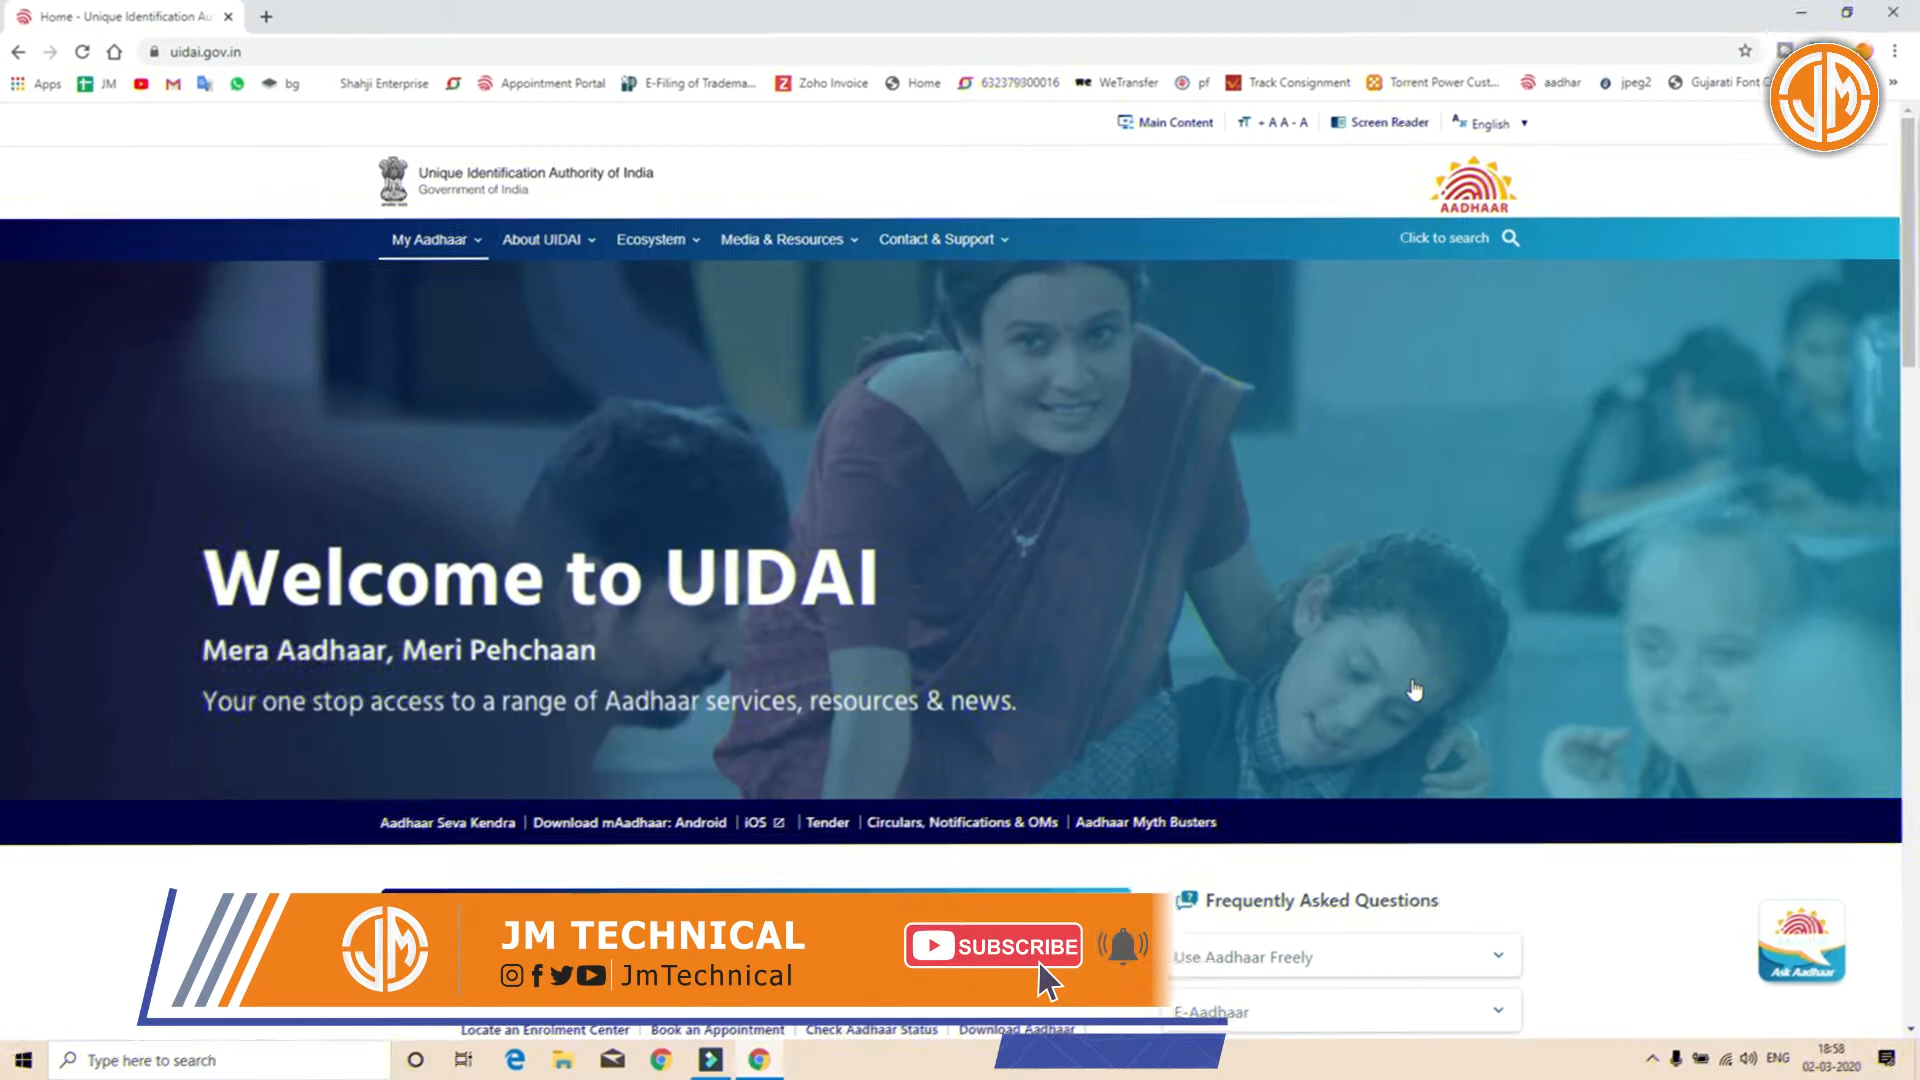 Home - Unique Identification Au
uidai.gov.in
Apps JM bg Shahji Enterprise Appointment Portal E-Filing of Tradema... Zoho Invoice Home 632379300016 WeTransfer pf Track Consignment Torrent Power Cust... aadhar jpeg2 Gujarati Font »
JM
Main Content + A A - A Screen Reader English
Unique Identification Authority of India
Government of India
AADHAAR
My Aadhaar About UIDAI Ecosystem Media & Resources Contact & Support Click to search
Welcome to UIDAI
Mera Aadhaar, Meri Pehchaan
Your one stop access to a range of Aadhaar services, resources & news.
Aadhaar Seva Kendra | Download mAadhaar: Android | iOS | Tender | Circulars, Notifications & OMs | Aadhaar Myth Busters
Frequently Asked Questions
Use Aadhaar Freely
E-Aadhaar
Ask Aadhaar
JM
JM TECHNICAL
JmTechnical
SUBSCRIBE
Locate an Enrolment Center Book an Appointment Check Aadhaar Status Download Aadhaar
Type here to search
ENG
18:58
02-03-2020